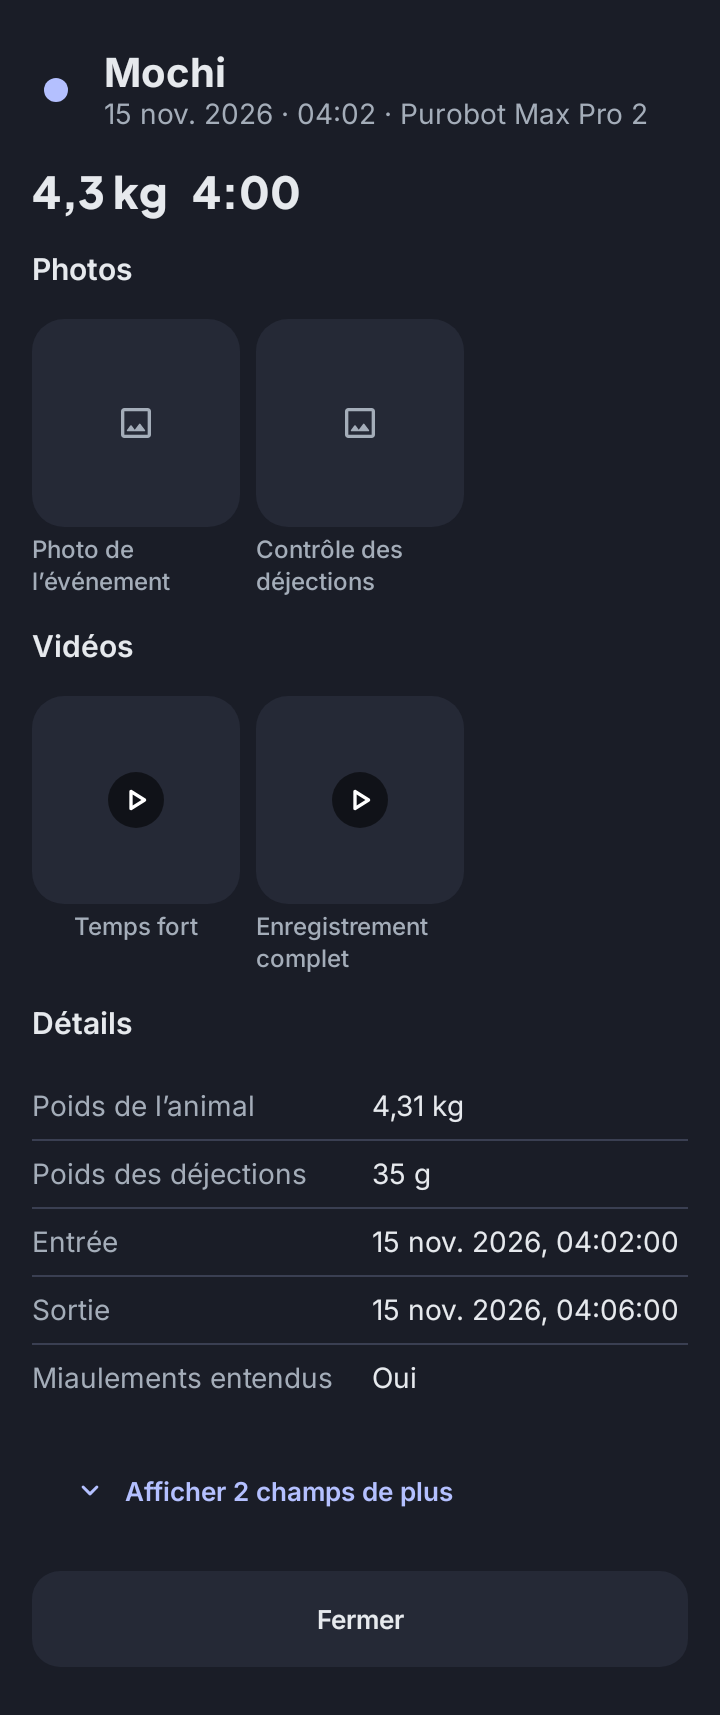 Mochi
15 nov. 2026 · 04:02 · Purobot Max Pro 2
4,3 kg 4:00
Photos
Photo de
l’événement
Contrôle des
déjections
Vidéos
Temps fort
Enregistrement
complet
Détails
Poids de l’animal 4,31 kg
Poids des déjections 35 g
Entrée 15 nov. 2026, 04:02:00
Sortie 15 nov. 2026, 04:06:00
Miaulements entendus Oui
Afficher 2 champs de plus
Fermer